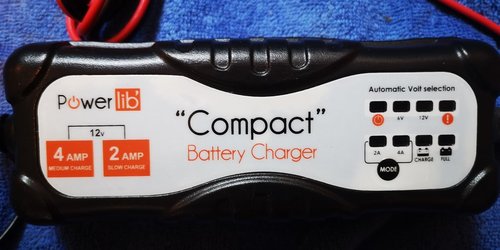 Power lib'
12v
4 AMP
MEDIUM CHARGE
2 AMP
SLOW CHARGE
"Compact"
Battery Charger
Automatic Volt selection
6V 12V !
2A 4A CHARGE FULL
MODE